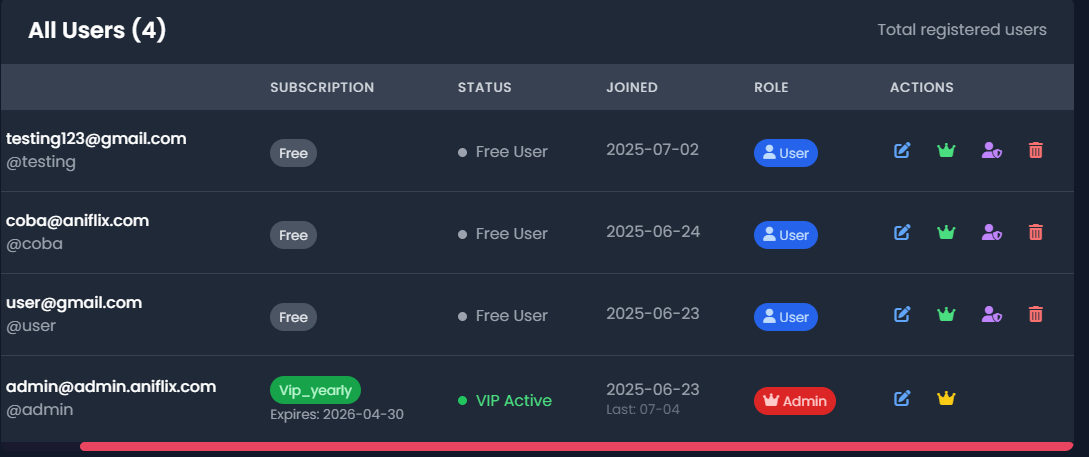 All Users (4)
Total registered users
SUBSCRIPTION STATUS JOINED ROLE ACTIONS
testing123@gmail.com
@testing
Free Free User 2025-07-02 User
coba@aniflix.com
@coba
Free Free User 2025-06-24 User
user@gmail.com
@user
Free Free User 2025-06-23 User
admin@admin.aniflix.com
@admin
Vip_yearly
Expires: 2026-04-30
VIP Active
2025-06-23
Last: 07-04
Admin